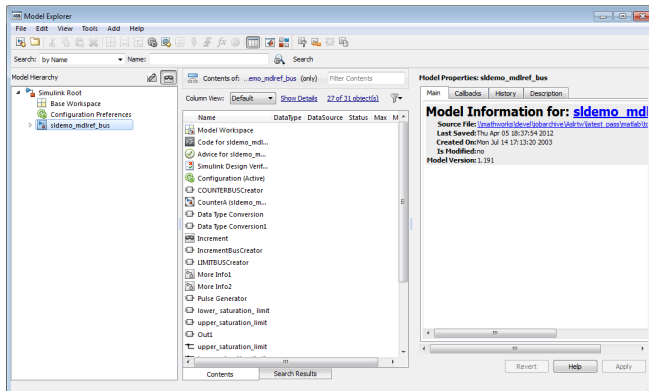 Model Explorer
File Edit View Tools Add Help
Search: by Name Name: Search
Model Hierarchy
Simulink Root
Base Workspace
Configuration Preferences
sldemo_mdlref_bus
Contents of: ...emo_mdlref_bus (only) Filter Contents
Column View: Default Show Details 27 of 31 object(s)
Name DataType DataSource Status Max M
Model Workspace
Code for sldemo_mdl...
Advice for sldemo_m...
Simulink Design Verif...
Configuration (Active)
COUNTERBUSCreator
CounterA (sldemo_m...
Data Type Conversion
Data Type Conversion1
Increment
IncrementBusCreator
LIMITBUSCreator
More Info1
More Info2
Pulse Generator
lower_saturation_limit
upper_saturation_limit
Out1
upper_saturation_limit
Contents Search Results
Model Properties: sldemo_mdlref_bus
Main Callbacks History Description
Model Information for: sldemo_mdl
Source File:
Last Saved:Thu Apr 05 18:37:54 2012
Created On:Mon Jul 14 17:13:20 2003
Is Modified:no
Model Version: 1.191
Revert Help Apply